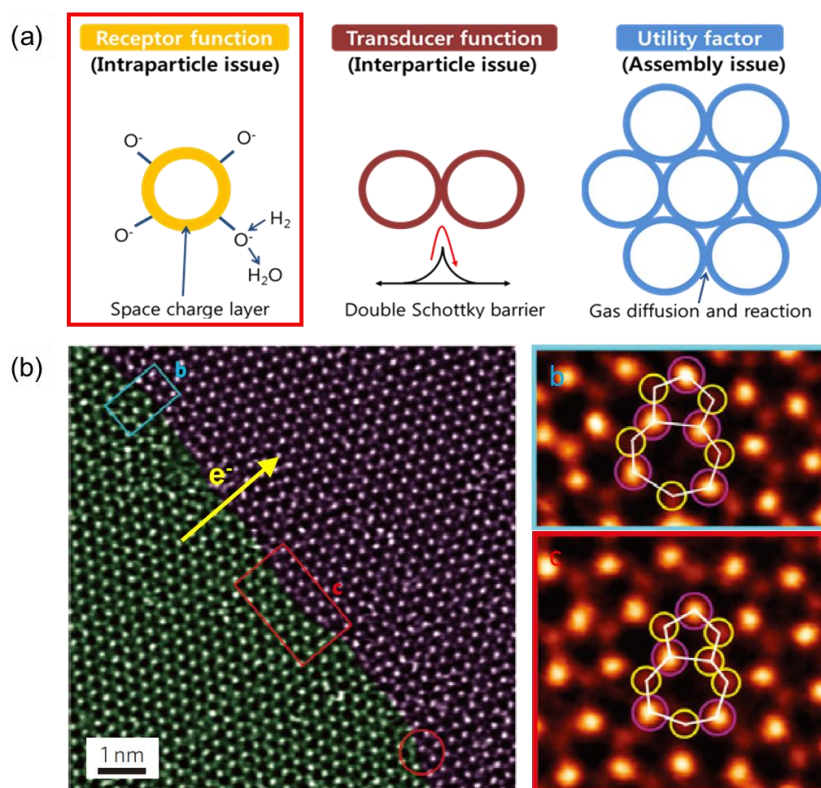 (a)
Receptor function
(Intraparticle issue)
Transducer function
(Interparticle issue)
Utility factor
(Assembly issue)
O-
O-
O-
O-
H2
H2O
Space charge layer
Double Schottky barrier
Gas diffusion and reaction
(b)
b
e-
c
1 nm
b
c